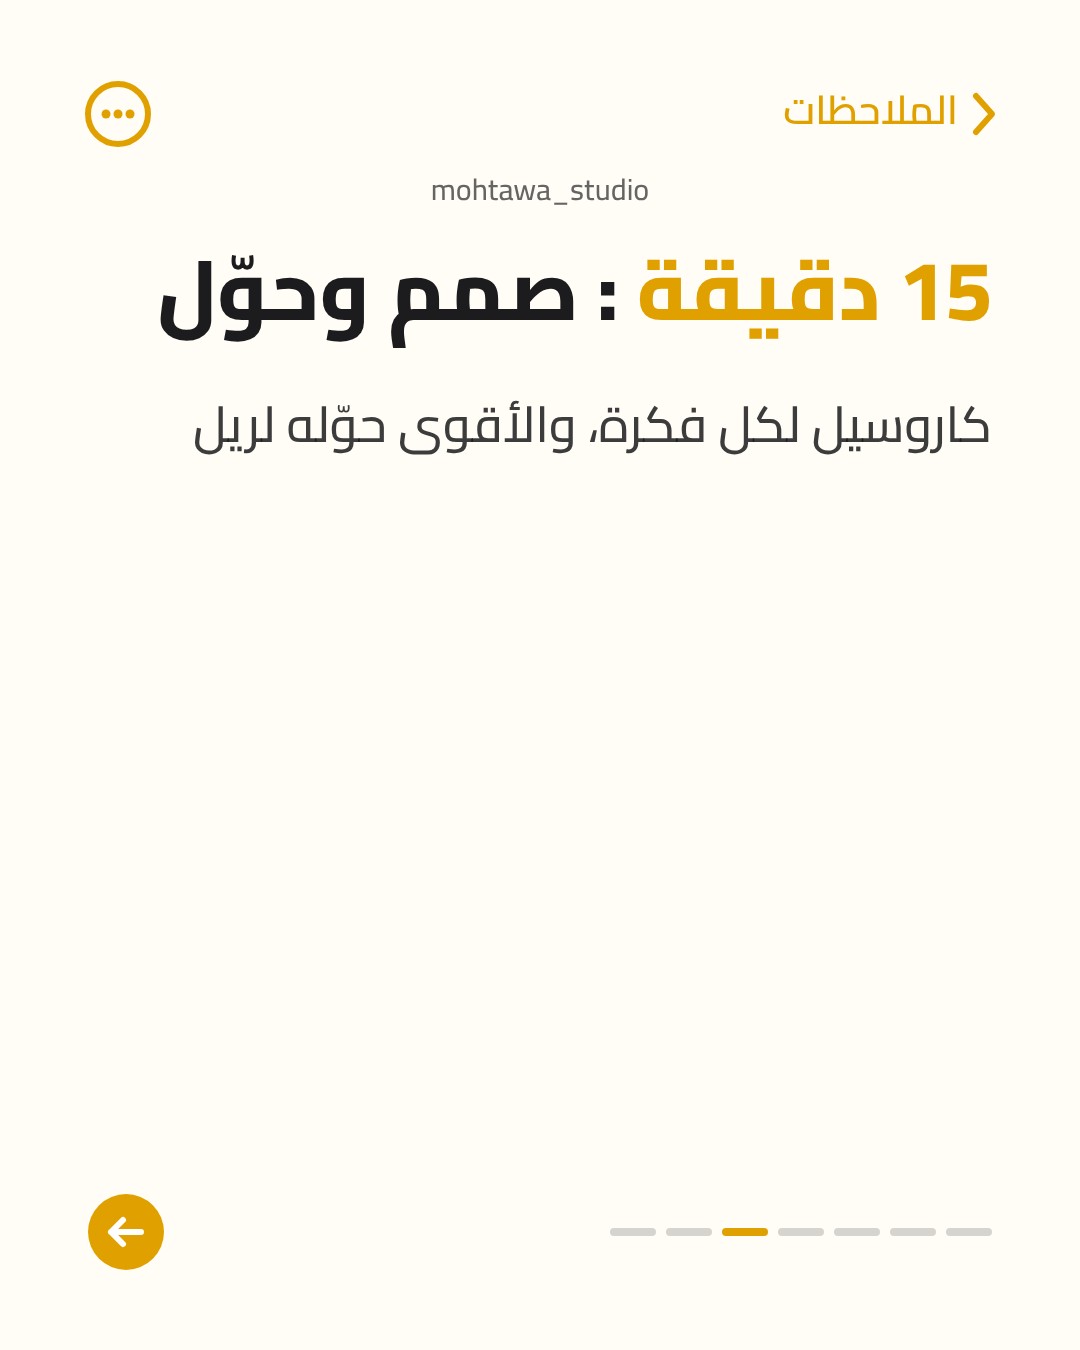 الملاحظات
mohtawa_studio
15 دقيقة : صمم وحوّل
كاروسيل لكل فكرة، والأقوى حوّله لريل